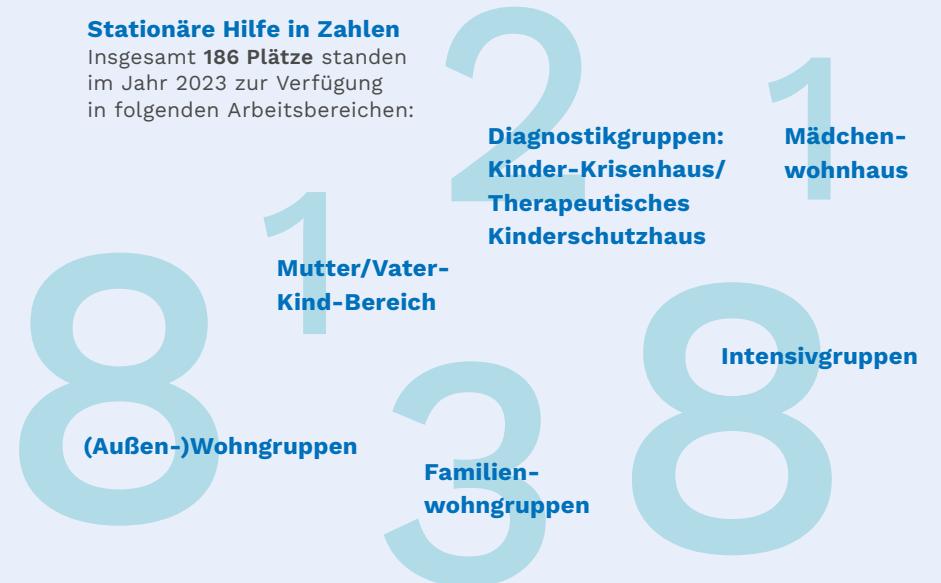 Stationäre Hilfe in Zahlen
Insgesamt 186 Plätze standen
im Jahr 2023 zur Verfügung
in folgenden Arbeitsbereichen:
2
Diagnostikgruppen:
Kinder-Krisenhaus/
Therapeutisches
Kinderschutzhaus
1
Mädchen-
wohnhaus
1
Mutter/Vater-
Kind-Bereich
8
(Außen-)Wohngruppen
3
Familien-
wohngruppen
8
Intensivgruppen